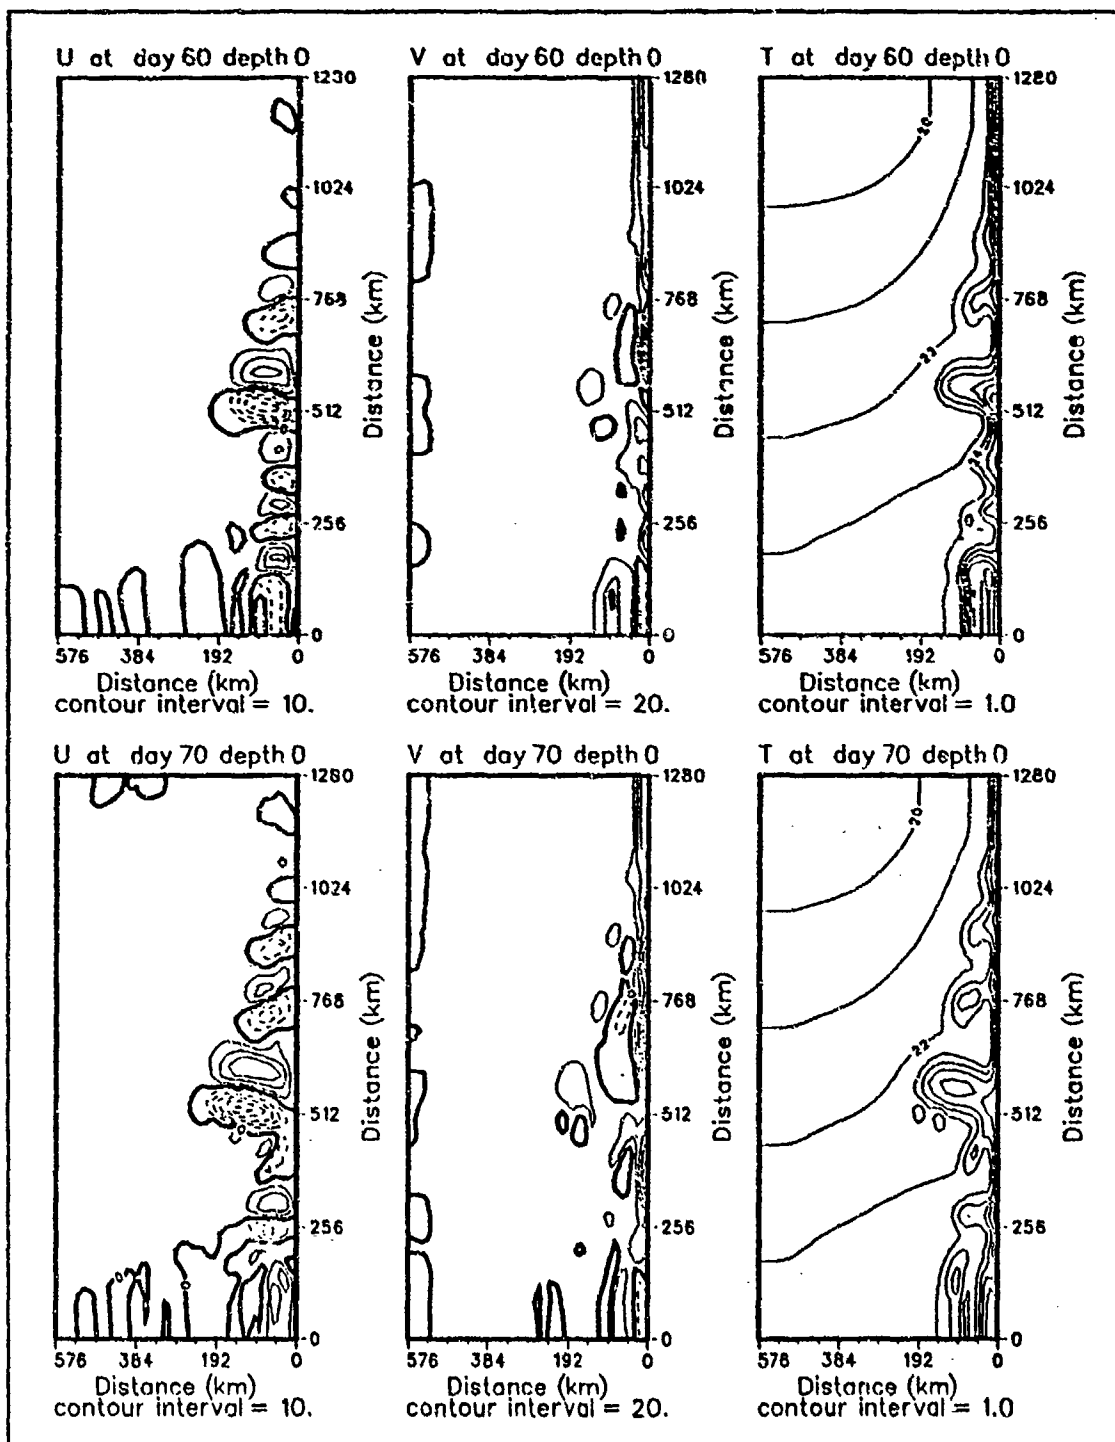 U at day 60 depth 0
1230
1024
768
512
256
0
Distance (km)
576 384 192 0
Distance (km)
contour interval = 10.
V at day 60 depth 0
1280
1024
768
512
256
0
Distance (km)
576 384 192 0
Distance (km)
contour interval = 20.
T at day 60 depth 0
1280
1024
768
512
256
0
Distance (km)
20
22
24
576 384 192 0
Distance (km)
contour interval = 1.0
U at day 70 depth 0
1280
1024
768
512
256
0
Distance (km)
576 384 192 0
Distance (km)
contour interval = 10.
V at day 70 depth 0
1280
1024
768
512
256
0
Distance (km)
576 384 192 0
Distance (km)
contour interval = 20.
T at day 70 depth 0
1280
1024
768
512
256
0
Distance (km)
20
22
576 384 192 0
Distance (km)
contour interval = 1.0